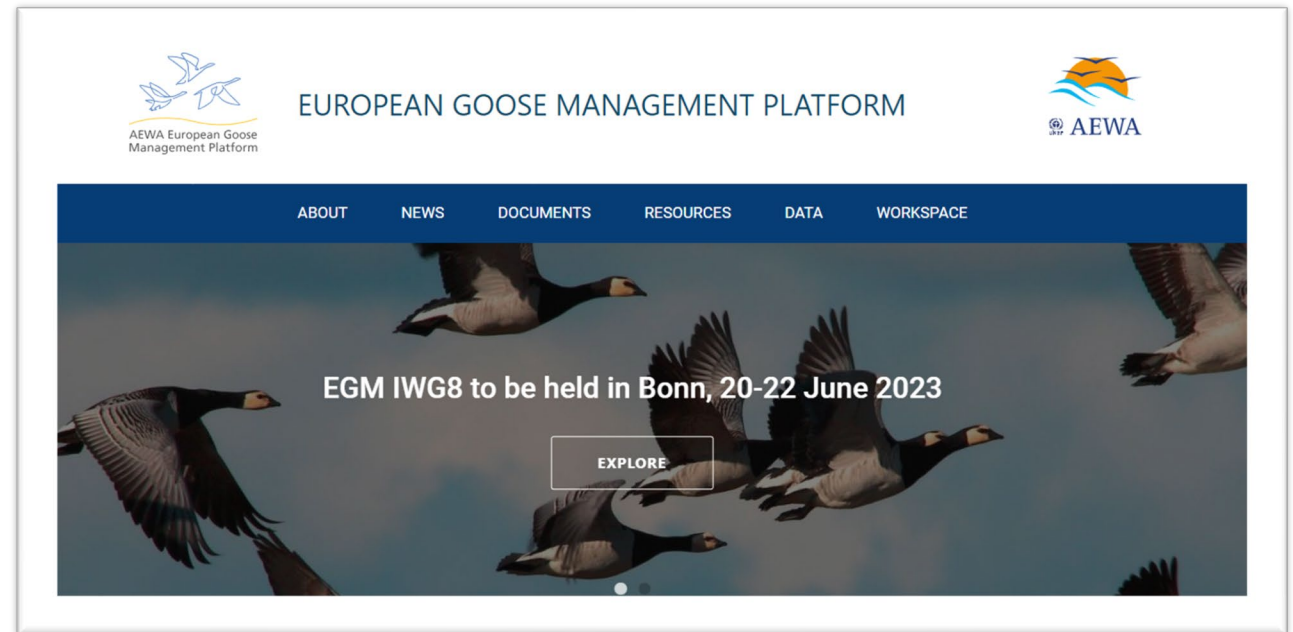 AEWA European Goose
Management Platform
EUROPEAN GOOSE MANAGEMENT PLATFORM
AEWA
ABOUT NEWS DOCUMENTS RESOURCES DATA WORKSPACE
EGM IWG8 to be held in Bonn, 20-22 June 2023
EXPLORE